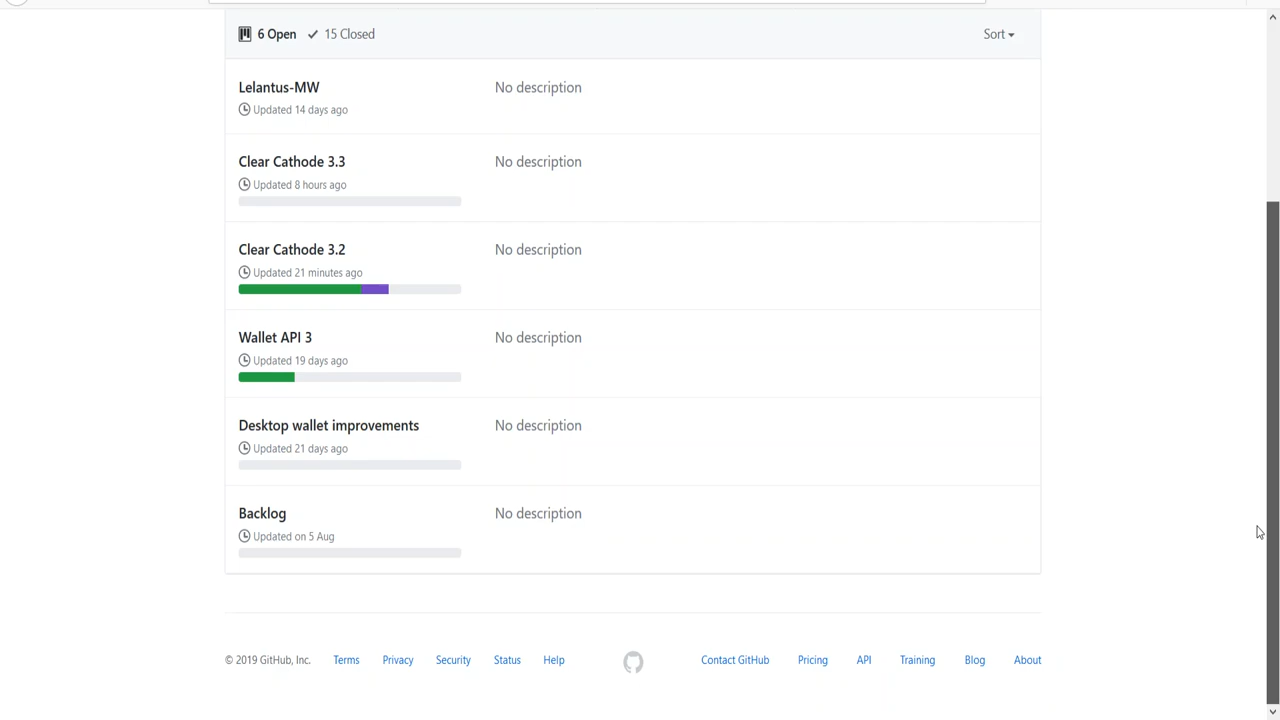 6 Open 15 Closed Sort
Lelantus-MW No description
Updated 14 days ago
Clear Cathode 3.3 No description
Updated 8 hours ago
Clear Cathode 3.2 No description
Updated 21 minutes ago
Wallet API 3 No description
Updated 19 days ago
Desktop wallet improvements No description
Updated 21 days ago
Backlog No description
Updated on 5 Aug
© 2019 GitHub, Inc. Terms Privacy Security Status Help Contact GitHub Pricing API Training Blog About